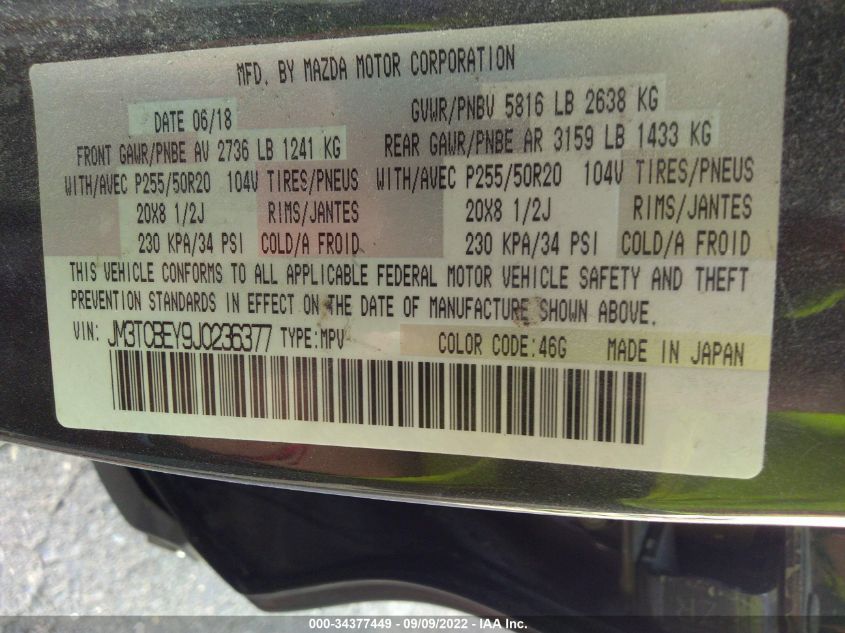 MFD. BY MAZDA MOTOR CORPORATION
DATE 06/18 GVWR/PNBV 5816 LB 2638 KG
FRONT GAWR/PNBE AV 2736 LB 1241 KG REAR GAWR/PNBE AR 3159 LB 1433 KG
WITH/AVEC P255/50R20 104V TIRES/PNEUS WITH/AVEC P255/50R20 104V TIRES/PNEUS
20X8 1/2J RIMS/JANTES 20X8 1/2J RIMS/JANTES
230 KPA/34 PSI COLD/A FROID 230 KPA/34 PSI COLD/A FROID
THIS VEHICLE CONFORMS TO ALL APPLICABLE FEDERAL MOTOR VEHICLE SAFETY AND THEFT
PREVENTION STANDARDS IN EFFECT ON THE DATE OF MANUFACTURE SHOWN ABOVE.
VIN: JM3TCBEY9J0236377 TYPE:MPV COLOR CODE:46G MADE IN JAPAN
000-34377449 - 09/09/2022 - IAA Inc.